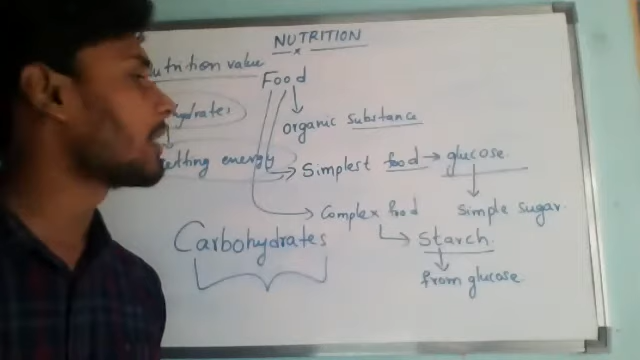 NUTRITION
utrition value
Food
ydrates
organic substance
etting energy
Simplest food → glucose.
Complex food
simple sugar.
Carbohydrates
Starch.
from glucose